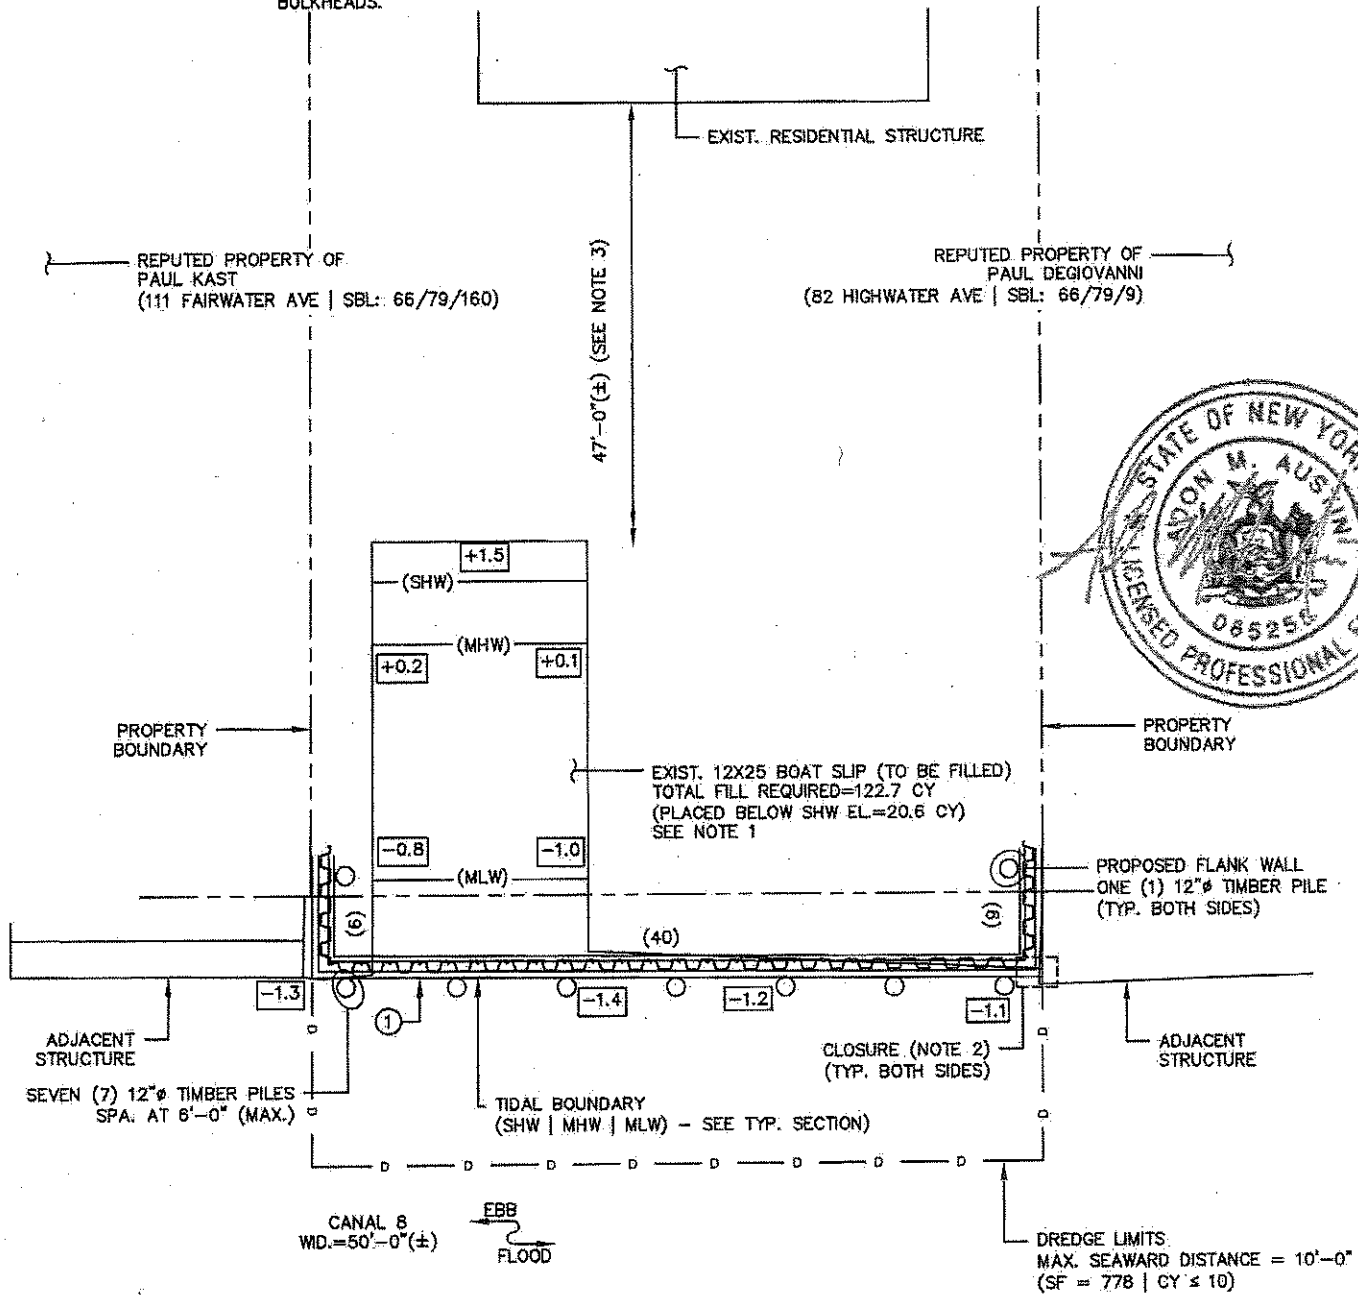 BULKHEADS.
EXIST. RESIDENTIAL STRUCTURE
REPUTED PROPERTY OF
PAUL KAST
(111 FAIRWATER AVE | SBL: 66/79/160)
REPUTED PROPERTY OF
PAUL DEGIOVANNI
(82 HIGHWATER AVE | SBL: 66/79/9)
47'-0"(±) (SEE NOTE 3)
STATE OF NEW YORK
ADON M. AUSTIN
085258
LICENSED PROFESSIONAL
+1.5
(SHW)
(MHW)
+0.2
+0.1
PROPERTY
BOUNDARY
PROPERTY
BOUNDARY
EXIST. 12X25 BOAT SLIP (TO BE FILLED)
TOTAL FILL REQUIRED=122.7 CY
(PLACED BELOW SHW EL.=20.6 CY)
SEE NOTE 1
-0.8
-1.0
(MLW)
PROPOSED FLANK WALL
ONE (1) 12"ø TIMBER PILE
(TYP. BOTH SIDES)
(9)
(40)
(9)
-1.3
-1.4
-1.2
-1.1
1
ADJACENT
STRUCTURE
CLOSURE (NOTE 2)
(TYP. BOTH SIDES)
ADJACENT
STRUCTURE
SEVEN (7) 12"ø TIMBER PILES
SPA. AT 6'-0" (MAX.)
TIDAL BOUNDARY
(SHW | MHW | MLW) - SEE TYP. SECTION)
D
D
D
D
D D D D D D D D
CANAL 8
WID.=50'-0"(±)
EBB
FLOOD
DREDGE LIMITS
MAX. SEAWARD DISTANCE = 10'-0"
(SF = 778 | CY ≤ 10)